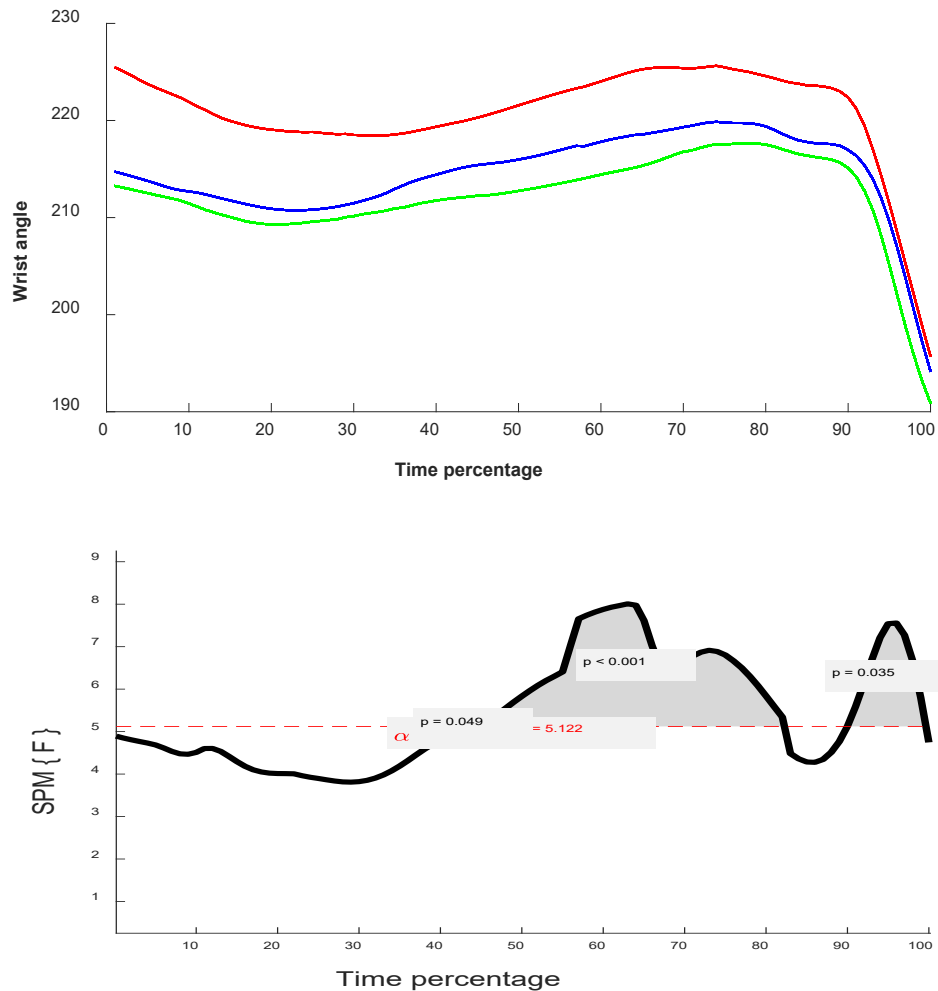 230
220
210
200
190
Wrist angle
0 10 20 30 40 50 60 70 80 90 100
Time percentage
9
8
7
6
5
4
3
2
1
SPM{F}
p < 0.001
p = 0.035
p = 0.049
α = 5.122
10 20 30 40 50 60 70 80 90 100
Time percentage